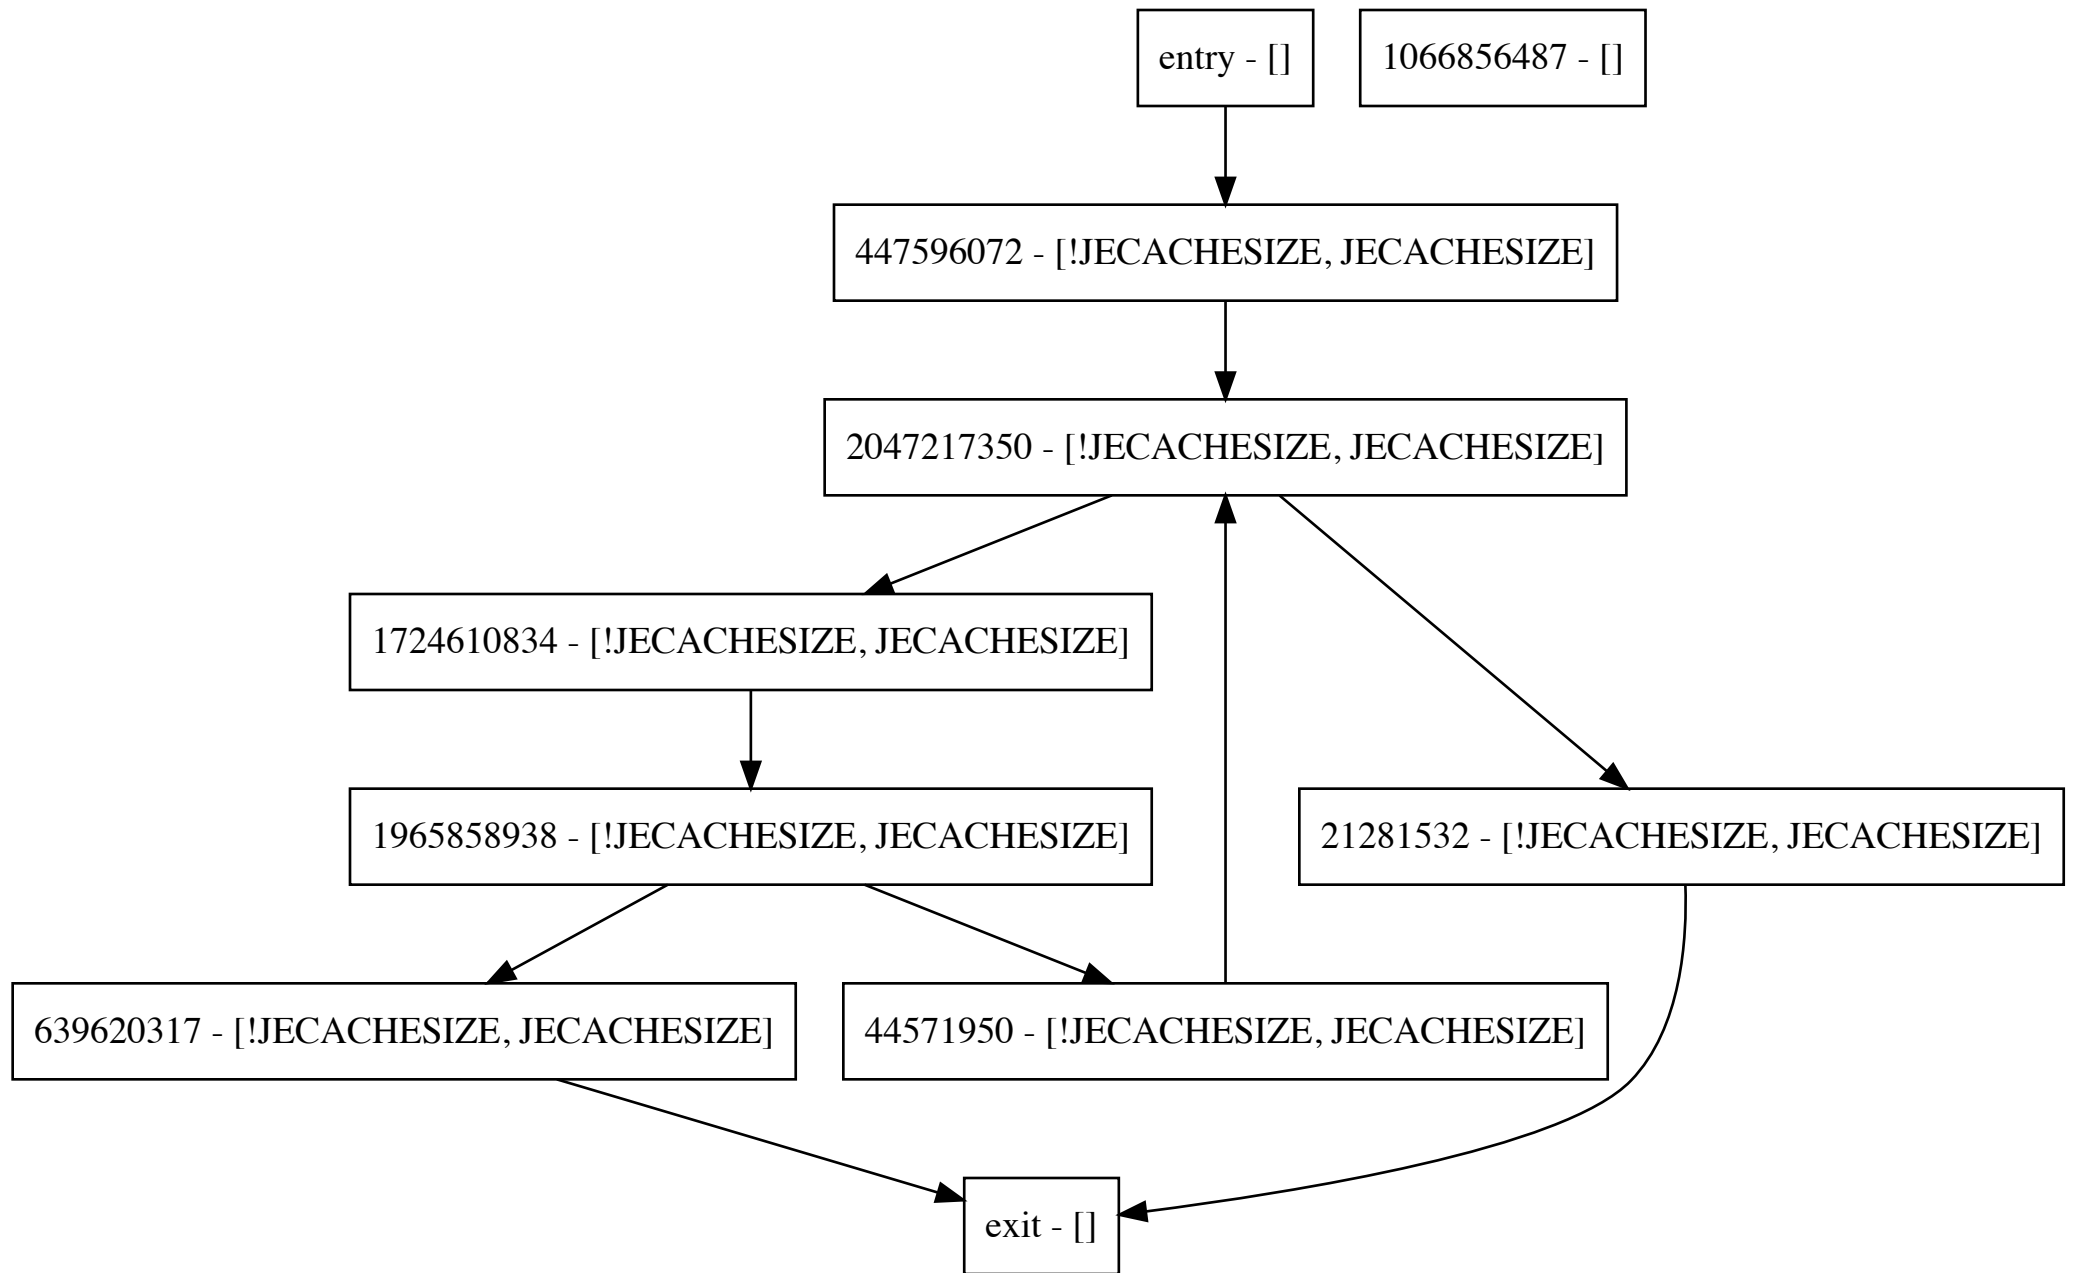 entry - []
1066856487 - []
447596072 - [!JECACHESIZE, JECACHESIZE]
2047217350 - [!JECACHESIZE, JECACHESIZE]
1724610834 - [!JECACHESIZE, JECACHESIZE]
1965858938 - [!JECACHESIZE, JECACHESIZE]
21281532 - [!JECACHESIZE, JECACHESIZE]
639620317 - [!JECACHESIZE, JECACHESIZE]
44571950 - [!JECACHESIZE, JECACHESIZE]
exit - []